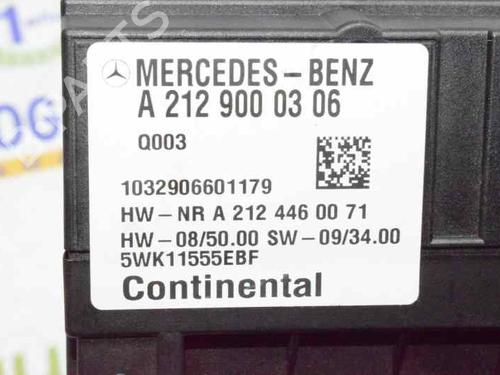 MERCEDES-BENZ
A 212 900 03 06
Q003
1032906601179
HW-NR A 212 446 00 71
HW-08/50.00 SW-09/34.00
5WK11555EBF
Continental